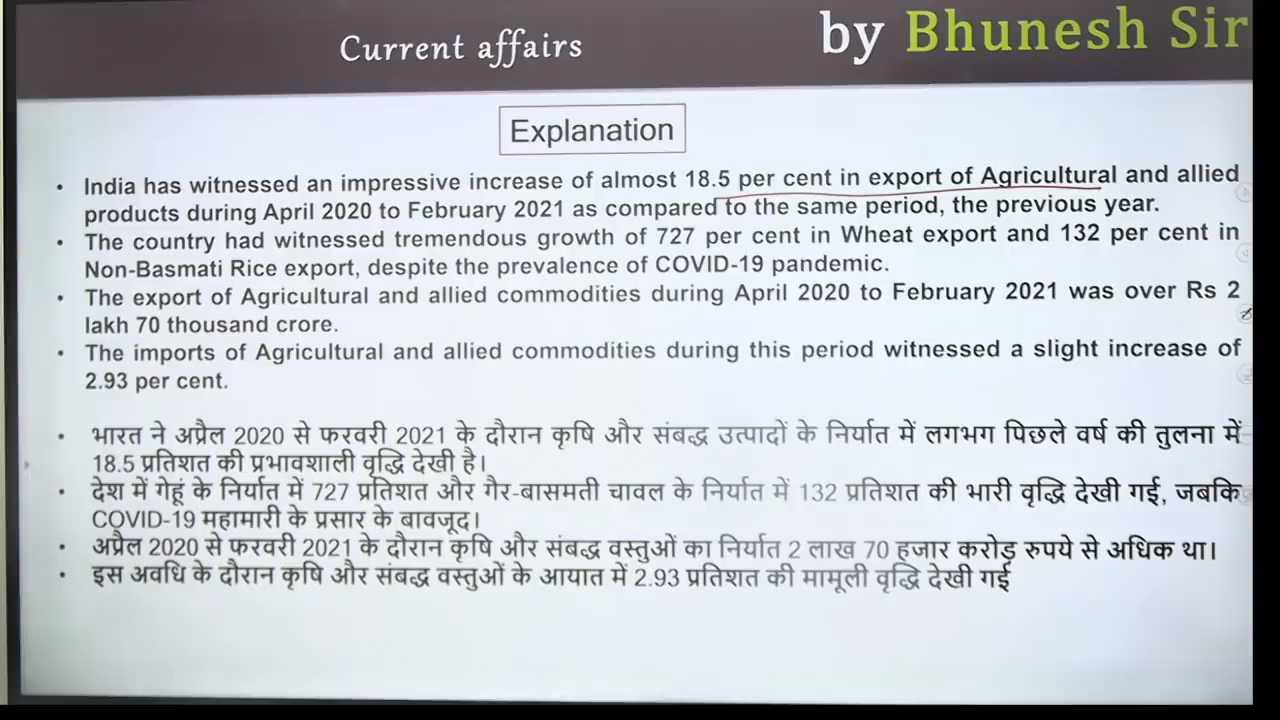 Current affairs
by Bhunesh Sir
Explanation
• India has witnessed an impressive increase of almost 18.5 per cent in export of Agricultural and allied
products during April 2020 to February 2021 as compared to the same period, the previous year.
• The country had witnessed tremendous growth of 727 per cent in Wheat export and 132 per cent in
Non-Basmati Rice export, despite the prevalence of COVID-19 pandemic.
• The export of Agricultural and allied commodities during April 2020 to February 2021 was over Rs 2
lakh 70 thousand crore.
• The imports of Agricultural and allied commodities during this period witnessed a slight increase of
2.93 per cent.
• भारत ने अप्रैल 2020 से फरवरी 2021 के दौरान कृषि और संबद्ध उत्पादों के निर्यात में लगभग पिछले वर्ष की तुलना में
18.5 प्रतिशत की प्रभावशाली वृद्धि देखी है।
• देश में गेहूं के निर्यात में 727 प्रतिशत और गैर-बासमती चावल के निर्यात में 132 प्रतिशत की भारी वृद्धि देखी गई, जबकि
COVID-19 महामारी के प्रसार के बावजूद।
• अप्रैल 2020 से फरवरी 2021 के दौरान कृषि और संबद्ध वस्तुओं का निर्यात 2 लाख 70 हजार करोड़ रुपये से अधिक था।
• इस अवधि के दौरान कृषि और संबद्ध वस्तुओं के आयात में 2.93 प्रतिशत की मामूली वृद्धि देखी गई